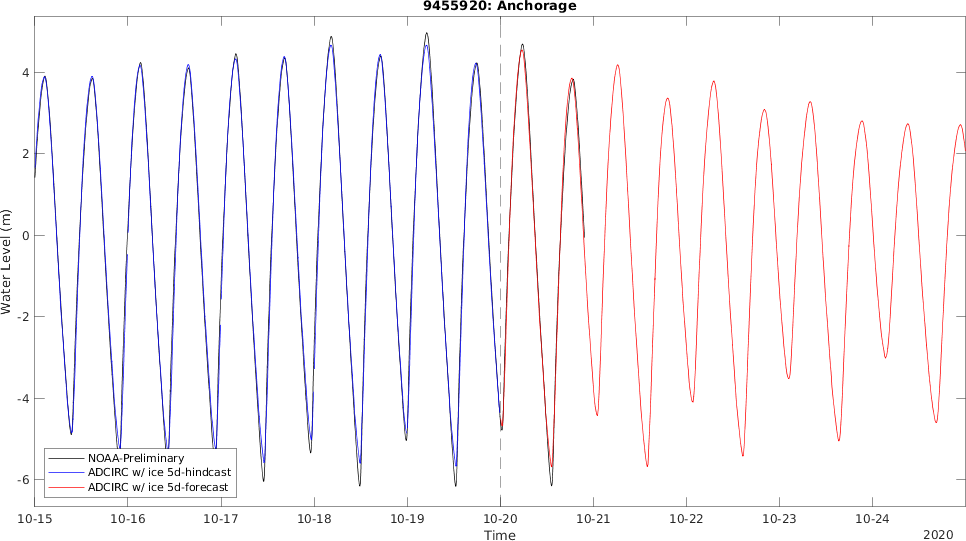 9455920: Anchorage
Water Level (m)
4
2
0
-2
-4
-6
NOAA-Preliminary
ADCIRC w/ ice 5d-hindcast
ADCIRC w/ ice 5d-forecast
10-15 10-16 10-17 10-18 10-19 10-20 10-21 10-22 10-23 10-24
Time
2020